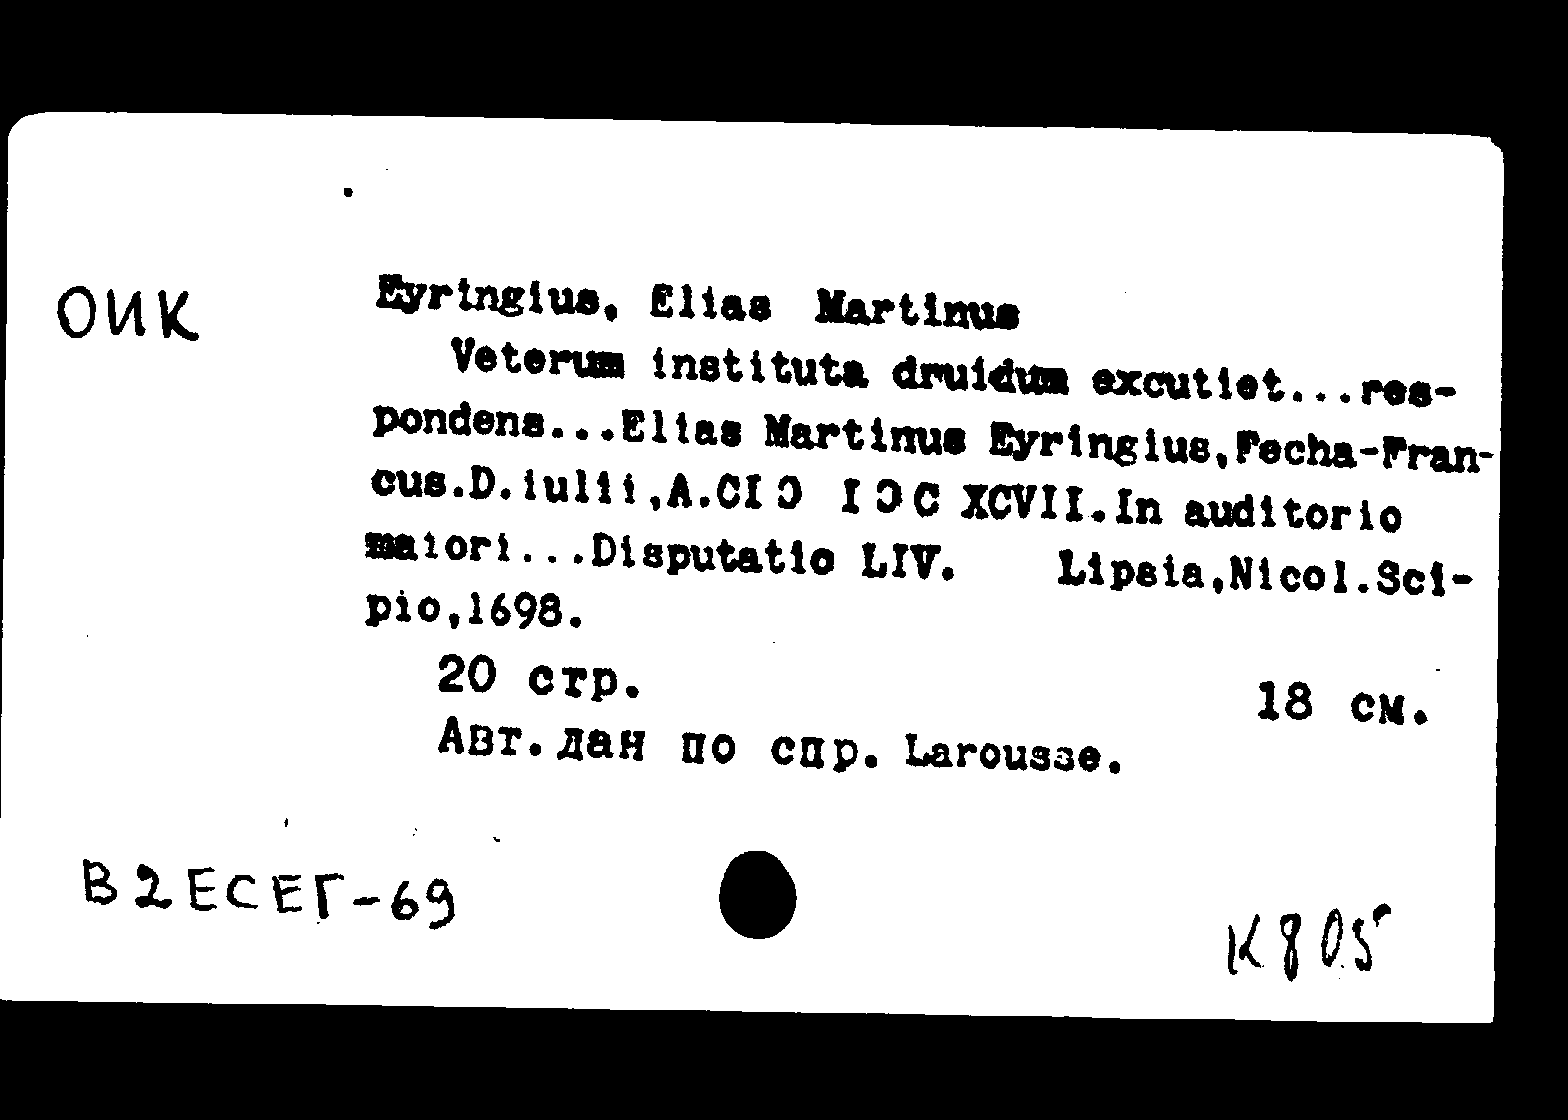 ОИК
Eyringius, Elias Martinus
Veterum instituta druidum excutiet...res-
pondens...Elias Martinus Eyringius,Fecha-Fran-
cus.D.iulii,A.CIↃ IↃC XCVII.In auditorio
maiori...Disputatio LIV. Lipsia,Nicol.Sci-
pio,1698.
20 стр. 18 см.
Авт.дан по спр. Larousse.
В2ЕСЕГ-69
К805